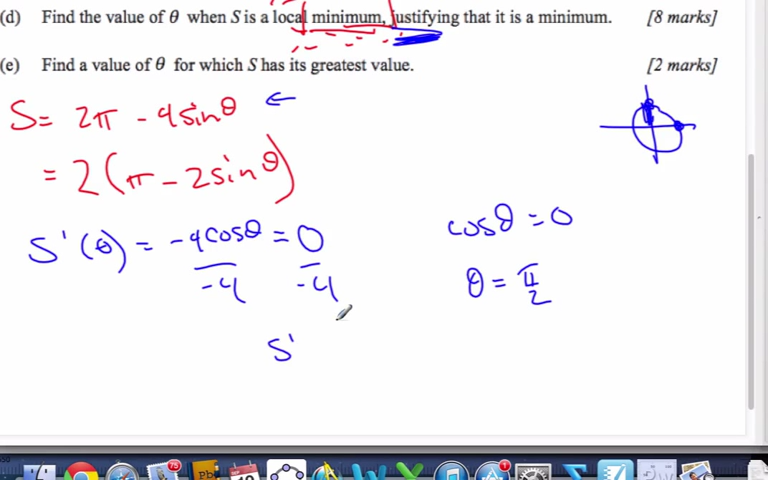 (d) Find the value of θ when S is a local minimum, justifying that it is a minimum. [8 marks]
(e) Find a value of θ for which S has its greatest value. [2 marks]
S = 2π - 4sinθ ←
= 2(π - 2sinθ)
S'(θ) = -4cosθ = 0
-4 -4
cosθ = 0
θ = π/2
S'